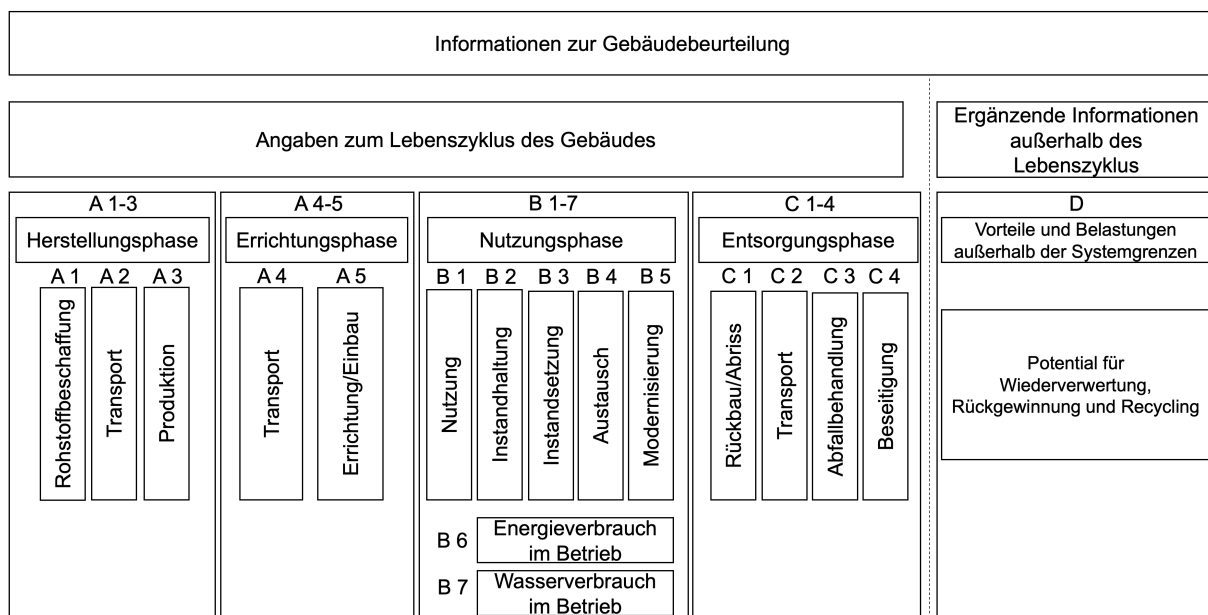 Informationen zur Gebäudebeurteilung
Angaben zum Lebenszyklus des Gebäudes
Ergänzende Informationen
außerhalb des
Lebenszyklus
A 1-3
Herstellungsphase
A 1
A 2
A 3
Rohstoffbeschaffung
Transport
Produktion
A 4-5
Errichtungsphase
A 4
A 5
Transport
Errichtung/Einbau
B 1-7
Nutzungsphase
B 1
B 2
B 3
B 4
B 5
Nutzung
Instandhaltung
Instandsetzung
Austausch
Modernisierung
B 6
Energieverbrauch
im Betrieb
B 7
Wasserverbrauch
im Betrieb
C 1-4
Entsorgungsphase
C 1
C 2
C 3
C 4
Rückbau/Abriss
Transport
Abfallbehandlung
Beseitigung
D
Vorteile und Belastungen
außerhalb der Systemgrenzen
Potential für
Wiederverwertung,
Rückgewinnung und Recycling